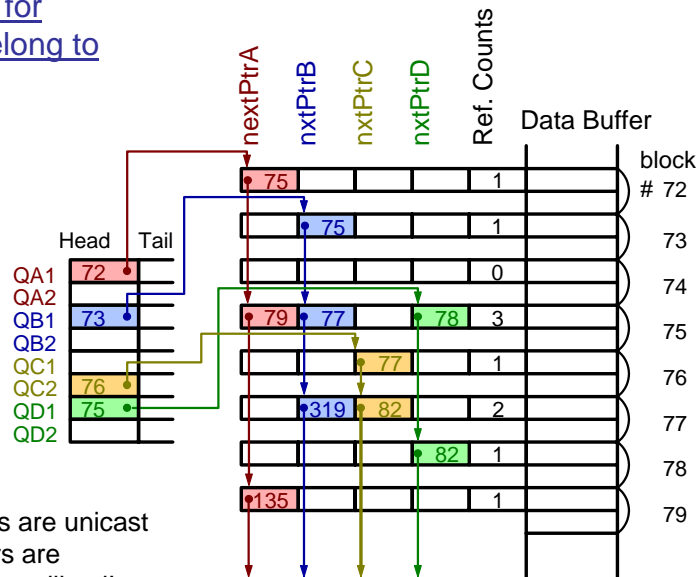 for
elong to
nextPtrA
nxtPtrB
nxtPtrC
nxtPtrD
Ref. Counts
Data Buffer
block
# 72
75 1
75 1
73
Head Tail
0
74
QA1 72
QA2
QB1 73
QB2
QC1
QC2 76
QD1 75
QD2
79 77 78 3
75
77 1
76
319 82 2
77
82 1
78
135 1
79
s are unicast
rs are